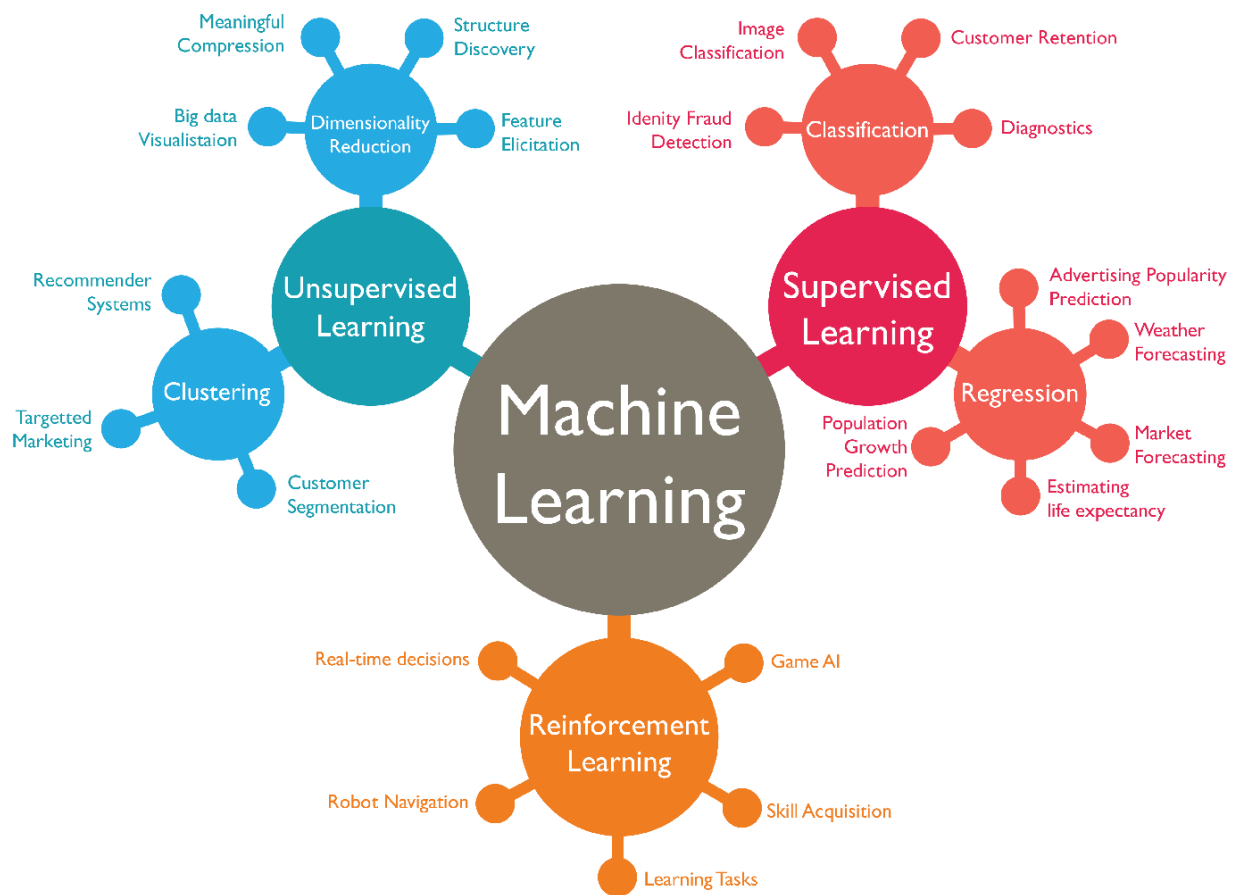 Meaningful
Compression
Structure
Discovery
Big data
Visualistaion
Dimensionality
Reduction
Feature
Elicitation
Image
Classification
Customer Retention
Idenity Fraud
Detection
Classification
Diagnostics
Recommender
Systems
Unsupervised
Learning
Clustering
Targetted
Marketing
Customer
Segmentation
Machine
Learning
Supervised
Learning
Advertising Popularity
Prediction
Weather
Forecasting
Regression
Population
Growth
Prediction
Market
Forecasting
Estimating
life expectancy
Real-time decisions
Game AI
Reinforcement
Learning
Robot Navigation
Skill Acquisition
Learning Tasks